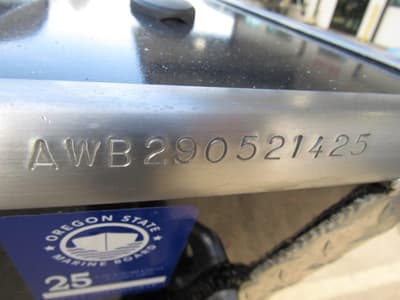 AWB290521425
OREGON STATE
MARINE BOARD
25